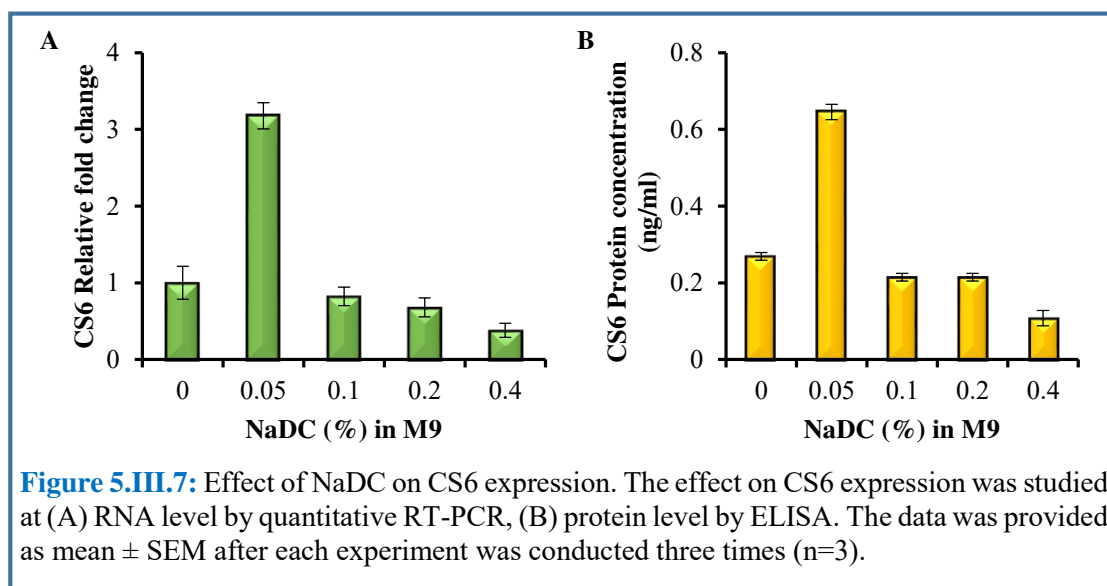 A
CS6 Relative fold change
4
3
2
1
0
0 0.05 0.1 0.2 0.4
NaDC (%) in M9
B
CS6 Protein concentration
(ng/ml)
0.8
0.6
0.4
0.2
0
0 0.05 0.1 0.2 0.4
NaDC (%) in M9
Figure 5.III.7: Effect of NaDC on CS6 expression. The effect on CS6 expression was studied
at (A) RNA level by quantitative RT-PCR, (B) protein level by ELISA. The data was provided
as mean ± SEM after each experiment was conducted three times (n=3).